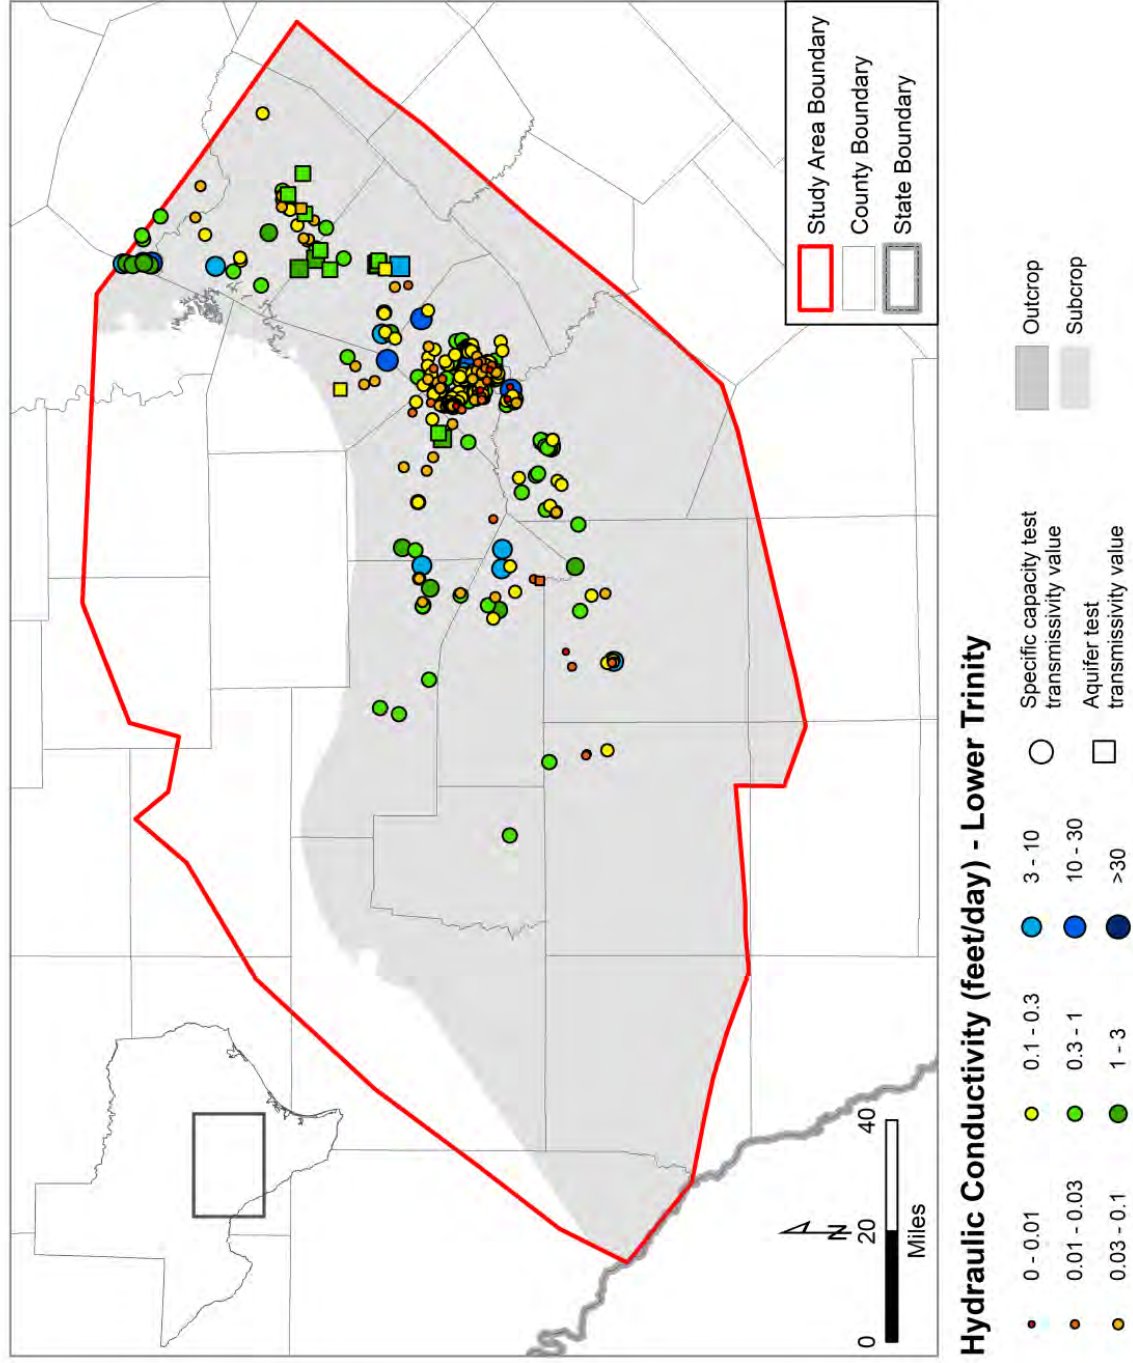 Study Area Boundary
County Boundary
State Boundary
N
0 20 40
Miles
Hydraulic Conductivity (feet/day) - Lower Trinity
0 - 0.01
0.01 - 0.03
0.03 - 0.1
0.1 - 0.3
0.3 - 1
1 - 3
3 - 10
10 - 30
>30
Specific capacity test
transmissivity value
Aquifer test
transmissivity value
Outcrop
Subcrop